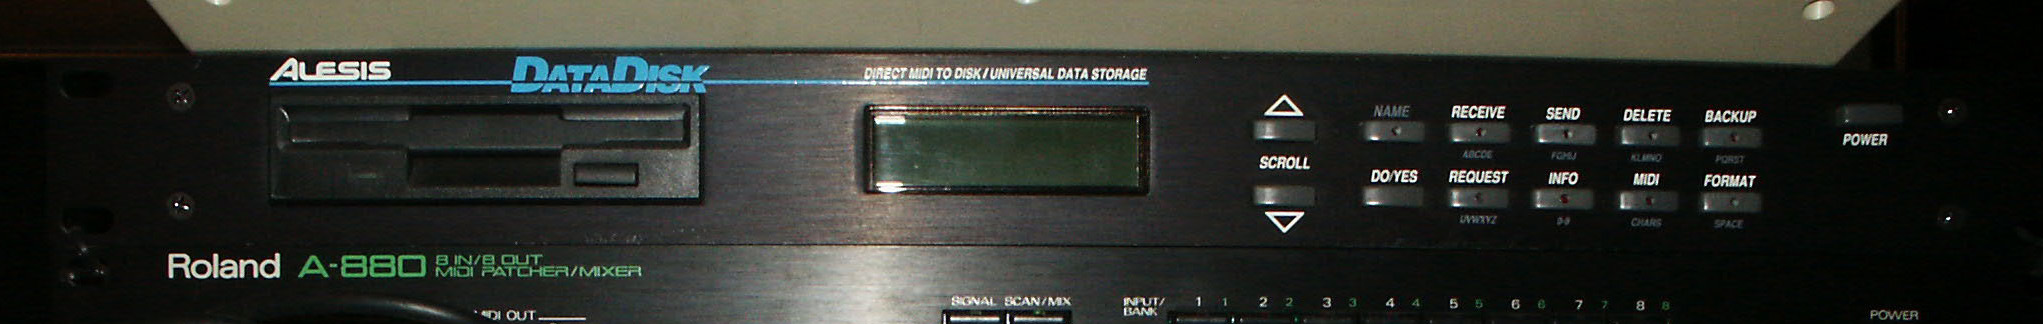 ALESIS DATADISK DIRECT MIDI TO DISK / UNIVERSAL DATA STORAGE
NAME RECEIVE SEND DELETE BACKUP
POWER
ABCDE FGHIJ KLMNO PQRST
SCROLL
DO/YES REQUEST INFO MIDI FORMAT
UVWXYZ 0-9 CHARS SPACE
Roland A-880 8 IN/8 OUT
MIDI PATCHER/MIXER
SIGNAL SCAN/MIX INPUT/ 1 1 2 2 3 3 4 4 5 5 6 6 7 7 8 8
BANK
MIDI OUT POWER